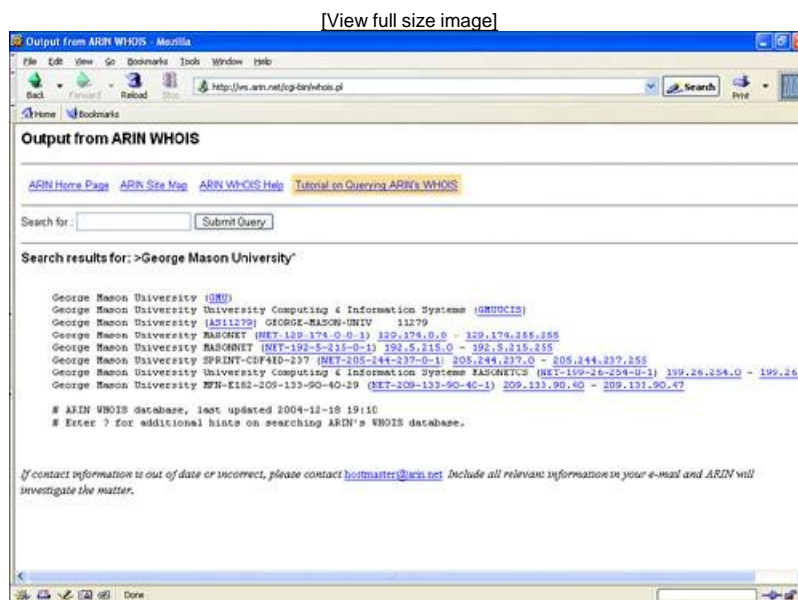 [View full size image]
Output from ARIN WHOIS - Mozilla
File Edit View Go Bookmarks Tools Window Help
Back Forward Reload Stop http://ws.arin.net/cgi-bin/whois.pl Search Print
Home Bookmarks
Output from ARIN WHOIS
ARIN Home Page ARIN Site Map ARIN WHOIS Help Tutorial on Querying ARIN's WHOIS
Search for : Submit Query
Search results for: >George Mason University^
George Mason University (GMU)
George Mason University University Computing & Information Systems (GMUUCIS)
George Mason University (AS11279) GEORGE-MASON-UNIV 11279
George Mason University MASONET (NET-129-174-0-0-1) 129.174.0.0 - 129.174.255.255
George Mason University MASONNET (NET-192-5-215-0-1) 192.5.215.0 - 192.5.215.255
George Mason University SPRINT-CDF4ED-237 (NET-205-244-237-0-1) 205.244.237.0 - 205.244.237.255
George Mason University University Computing & Information Systems MASONETCS (NET-199-26-254-0-1) 199.26.254.0 - 199.26
George Mason University MFN-K182-209-133-90-40-29 (NET-209-133-90-40-1) 209.133.90.40 - 209.133.90.47
# ARIN WHOIS database, last updated 2004-12-18 19:10
# Enter ? for additional hints on searching ARIN's WHOIS database.
If contact information is out of date or incorrect, please contact hostmaster@arin.net Include all relevant information in your e-mail and ARIN will
investigate the matter.
Done